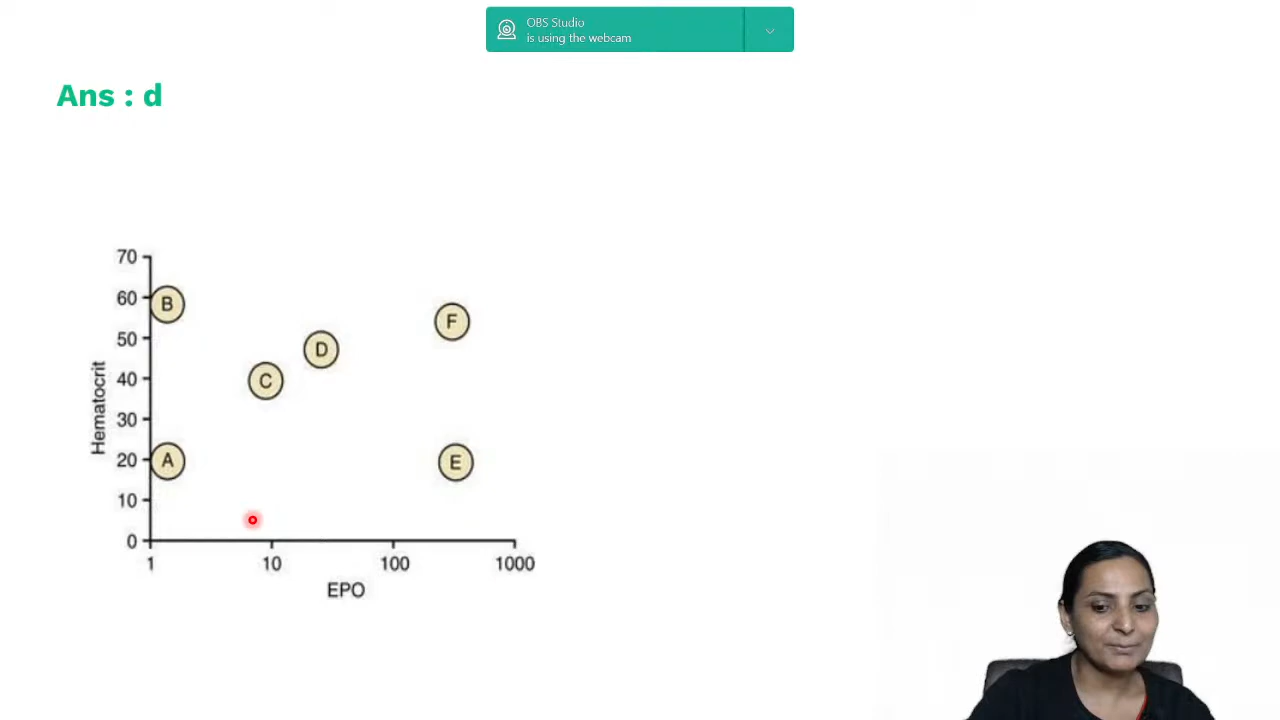 OBS Studio
is using the webcam
Ans : d
70
60
50
40
30
20
10
0
Hematocrit
B
F
D
C
A
E
1
10
100
1000
EPO